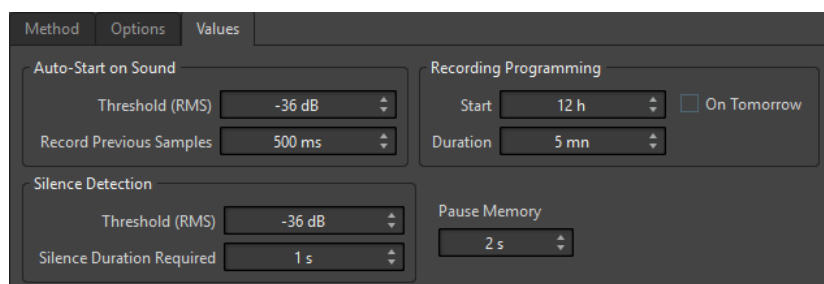 Method Options Values
Auto-Start on Sound
Threshold (RMS) -36 dB
Record Previous Samples 500 ms
Recording Programming
Start 12 h On Tomorrow
Duration 5 mn
Silence Detection
Threshold (RMS) -36 dB
Silence Duration Required 1 s
Pause Memory
2 s